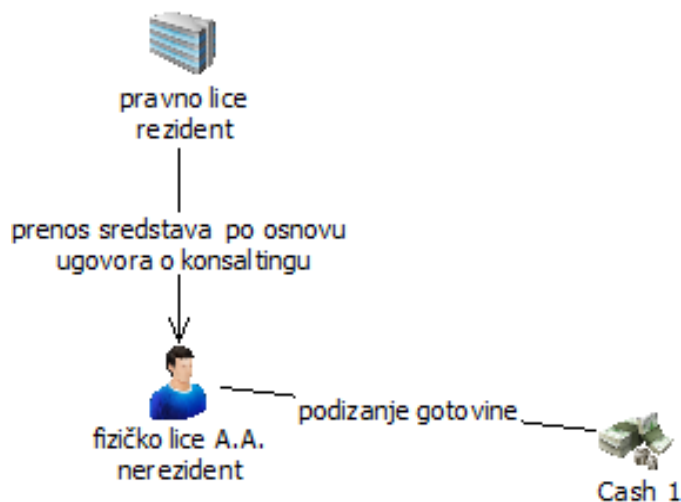 pravno lice
rezident
prenos sredstava po osnovu
ugovora o konsaltingu
podizanje gotovine
fizičko lice A.A.
nerezident
Cash 1